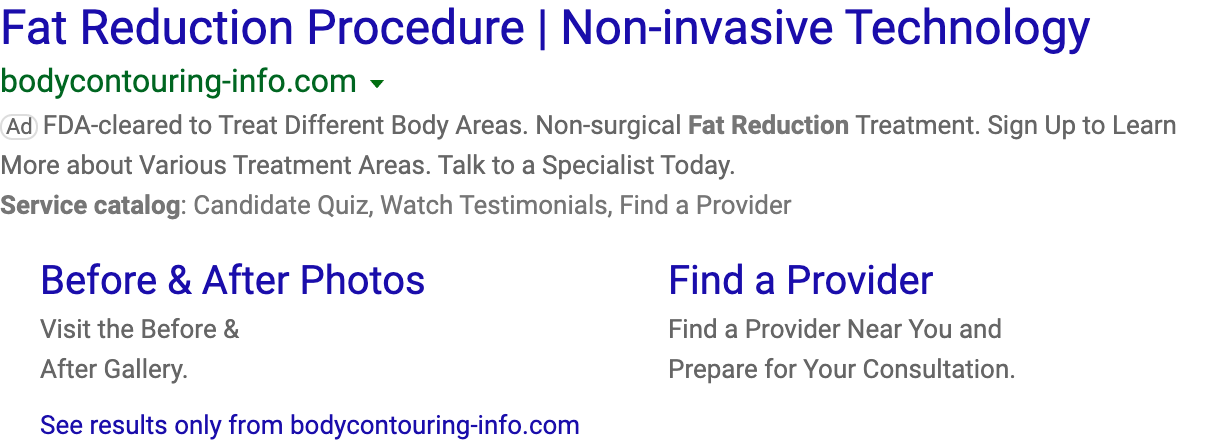 Fat Reduction Procedure | Non-invasive Technology
bodycontouring-info.com
Ad FDA-cleared to Treat Different Body Areas. Non-surgical Fat Reduction Treatment. Sign Up to Learn
More about Various Treatment Areas. Talk to a Specialist Today.
Service catalog: Candidate Quiz, Watch Testimonials, Find a Provider
Before & After Photos
Visit the Before &
After Gallery.
Find a Provider
Find a Provider Near You and
Prepare for Your Consultation.
See results only from bodycontouring-info.com